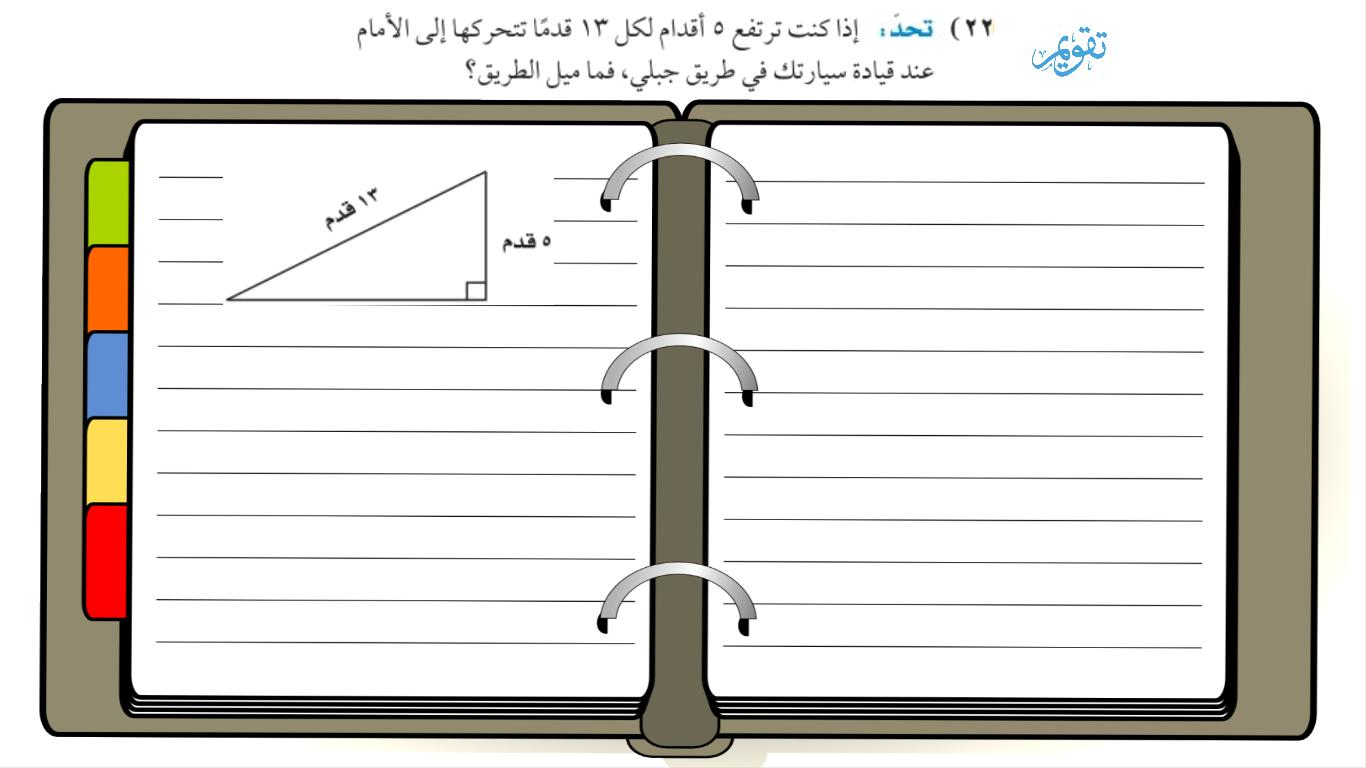 تقويم
٢٢) تحدّ: إذا كنت ترتفع ٥ أقدام لكل ١٣ قدمًا تتحركها إلى الأمام
عند قيادة سيارتك في طريق جبلي، فما ميل الطريق؟
١٣ قدم
٥ قدم